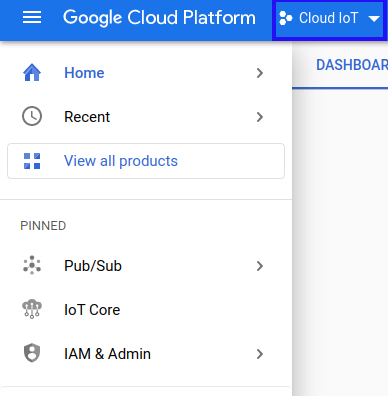 Google Cloud Platform
Cloud IoT
DASHBOAR
Home
Recent
View all products
PINNED
Pub/Sub
IoT Core
IAM & Admin